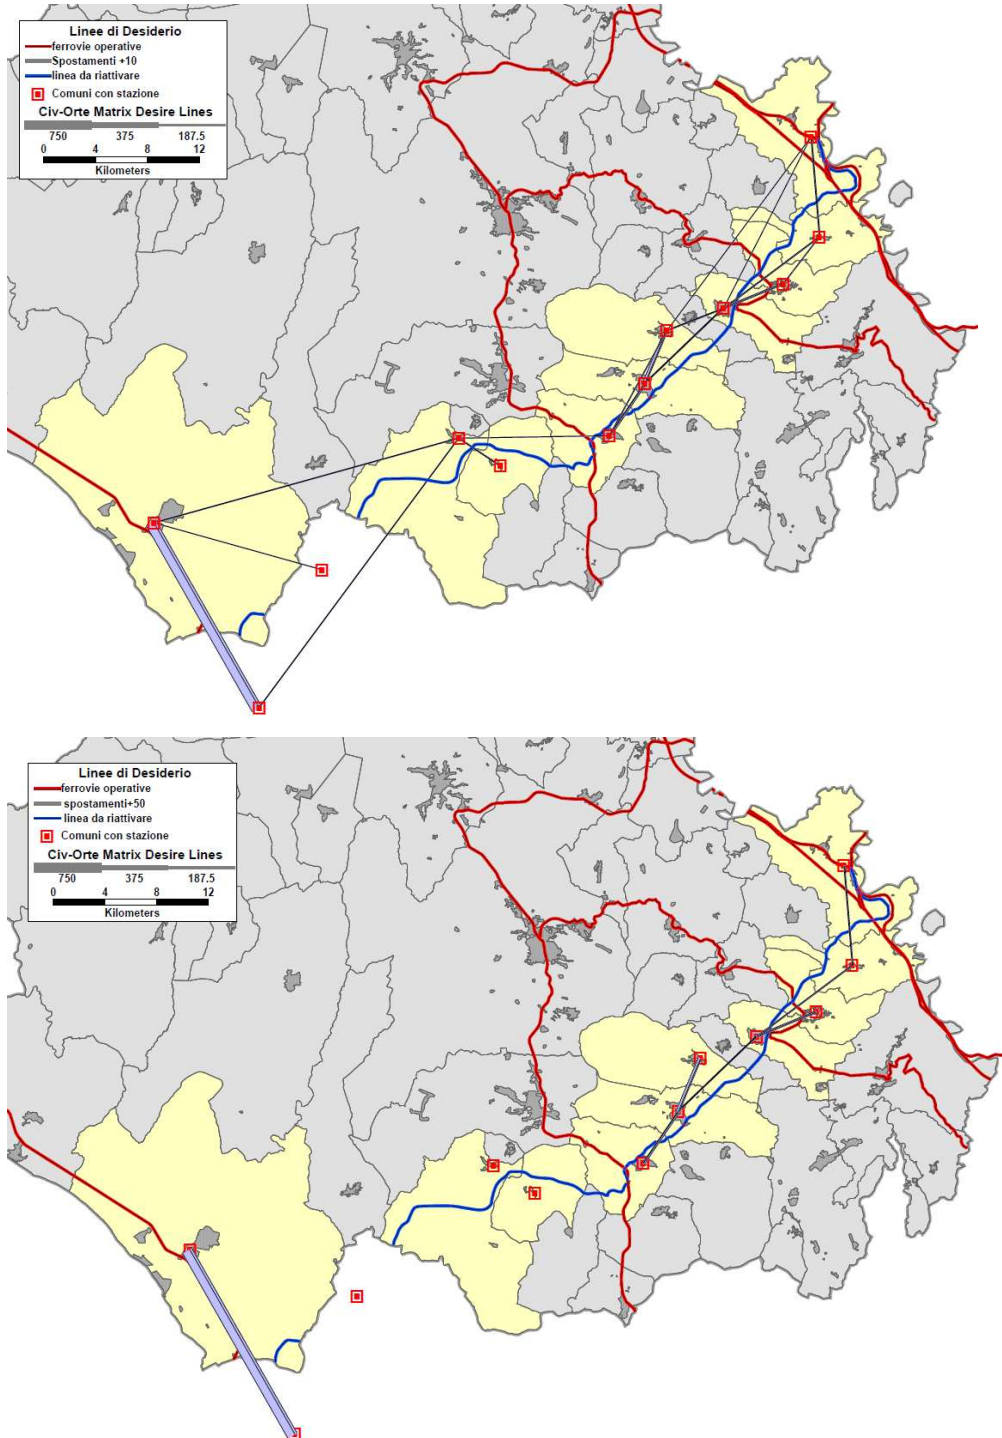 Linee di Desiderio
ferrovie operative
Spostamenti +10
linea da riattivare
Comuni con stazione
Civ-Orte Matrix Desire Lines
750 375 187.5
0 4 8 12
Kilometers
Linee di Desiderio
ferrovie operative
spostamenti+50
linea da riattivare
Comuni con stazione
Civ-Orte Matrix Desire Lines
750 375 187.5
0 4 8 12
Kilometers